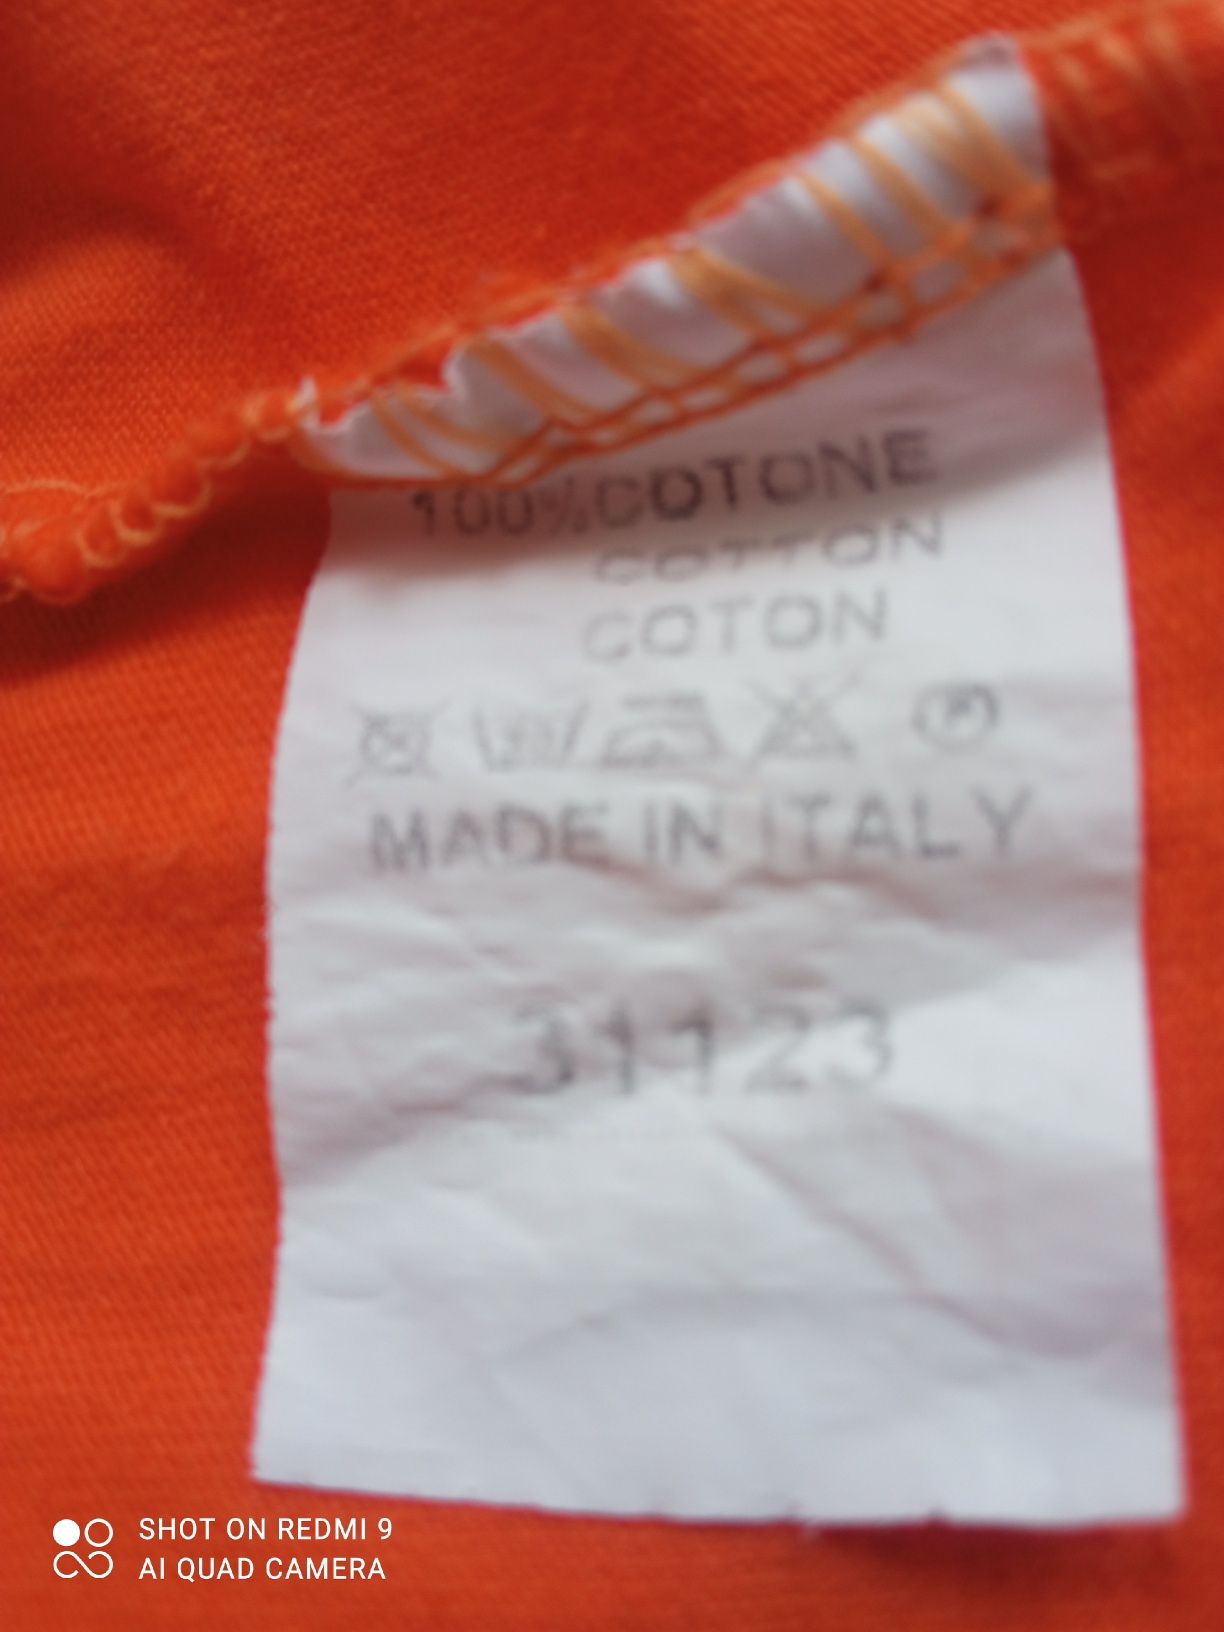 100%COTONE
COTTON
COTON
P
MADE IN ITALY
31123
SHOT ON REDMI 9
AI QUAD CAMERA